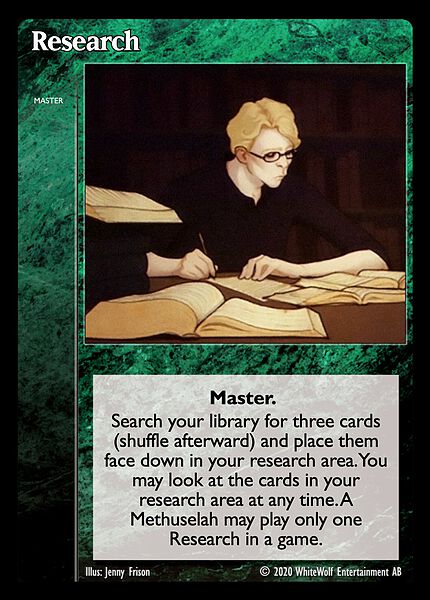 Research
MASTER
Master.
Search your library for three cards
(shuffle afterward) and place them
face down in your research area.You
may look at the cards in your
research area at any time. A
Methuselah may play only one
Research in a game.
Illus: Jenny Frison © 2020 WhiteWolf Entertainment AB